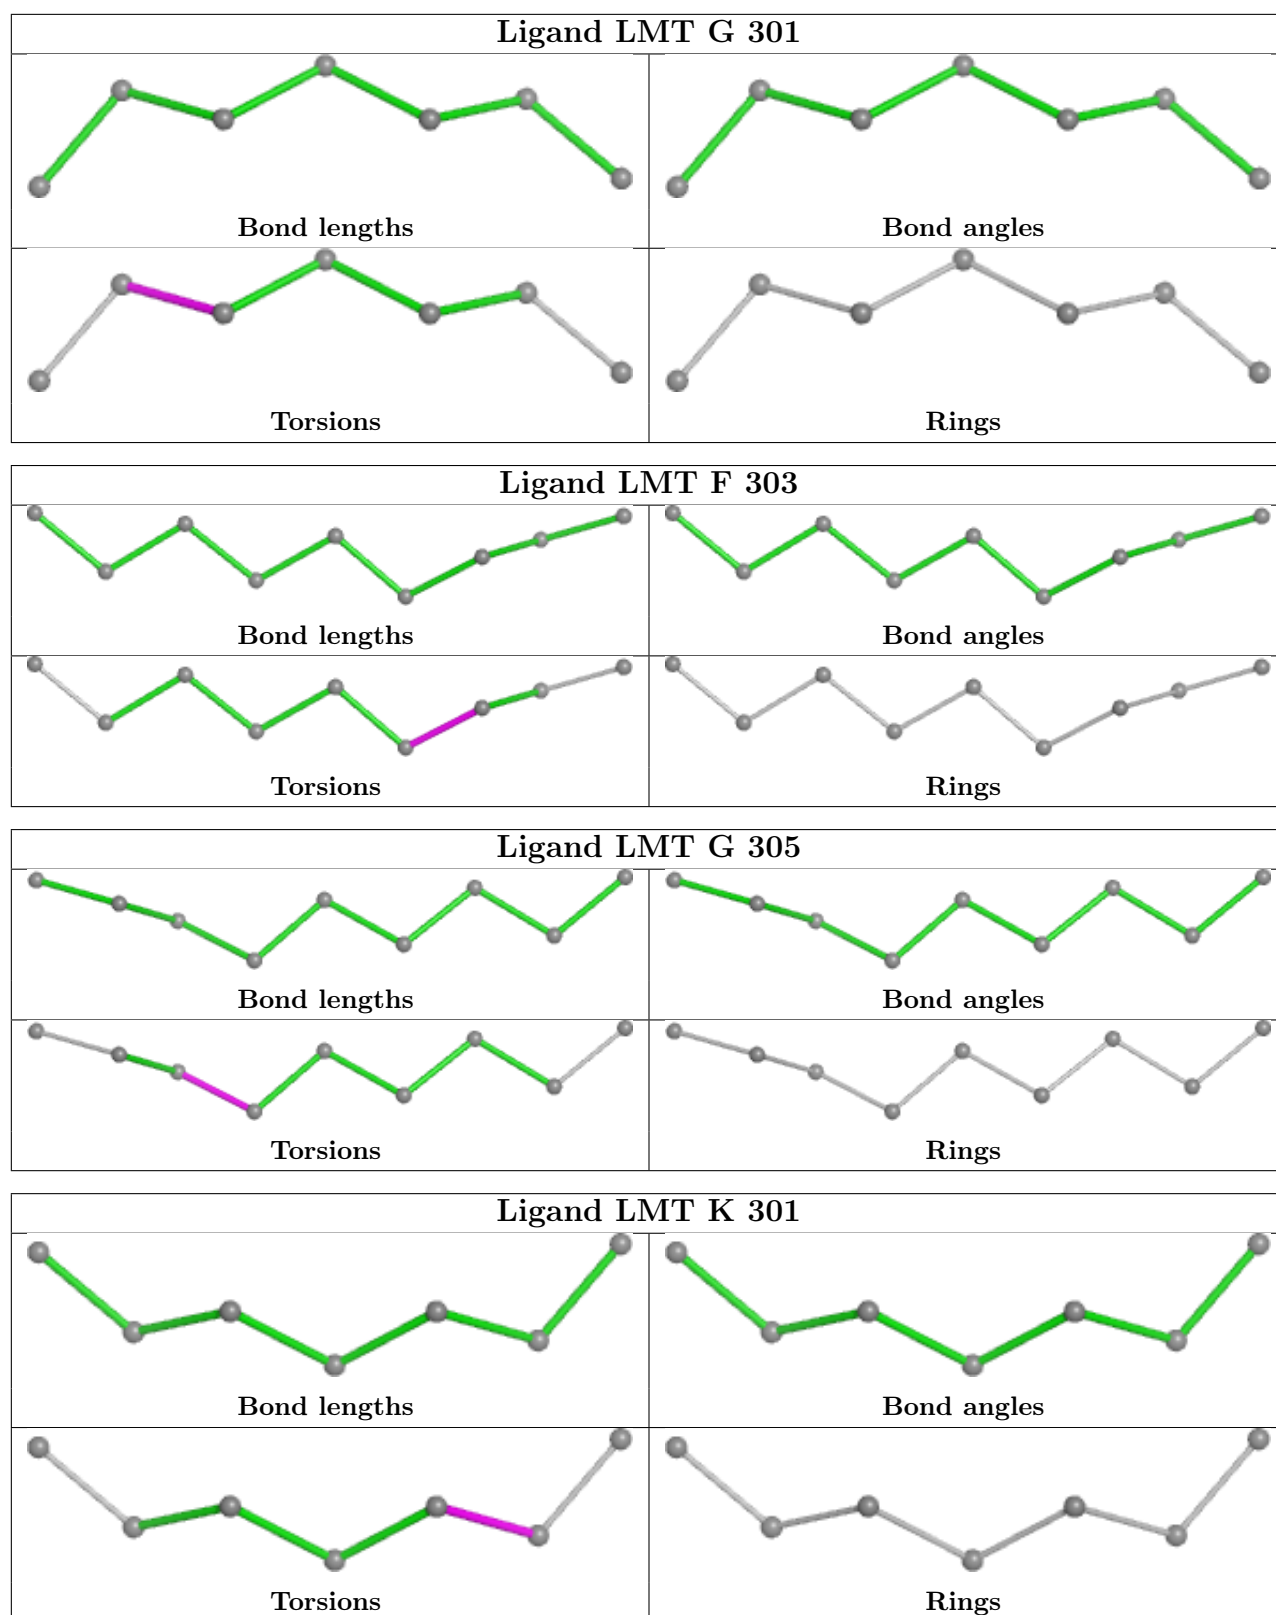 Ligand LMT G 301
Bond lengths Bond angles
Torsions Rings
Ligand LMT F 303
Bond lengths Bond angles
Torsions Rings
Ligand LMT G 305
Bond lengths Bond angles
Torsions Rings
Ligand LMT K 301
Bond lengths Bond angles
Torsions Rings